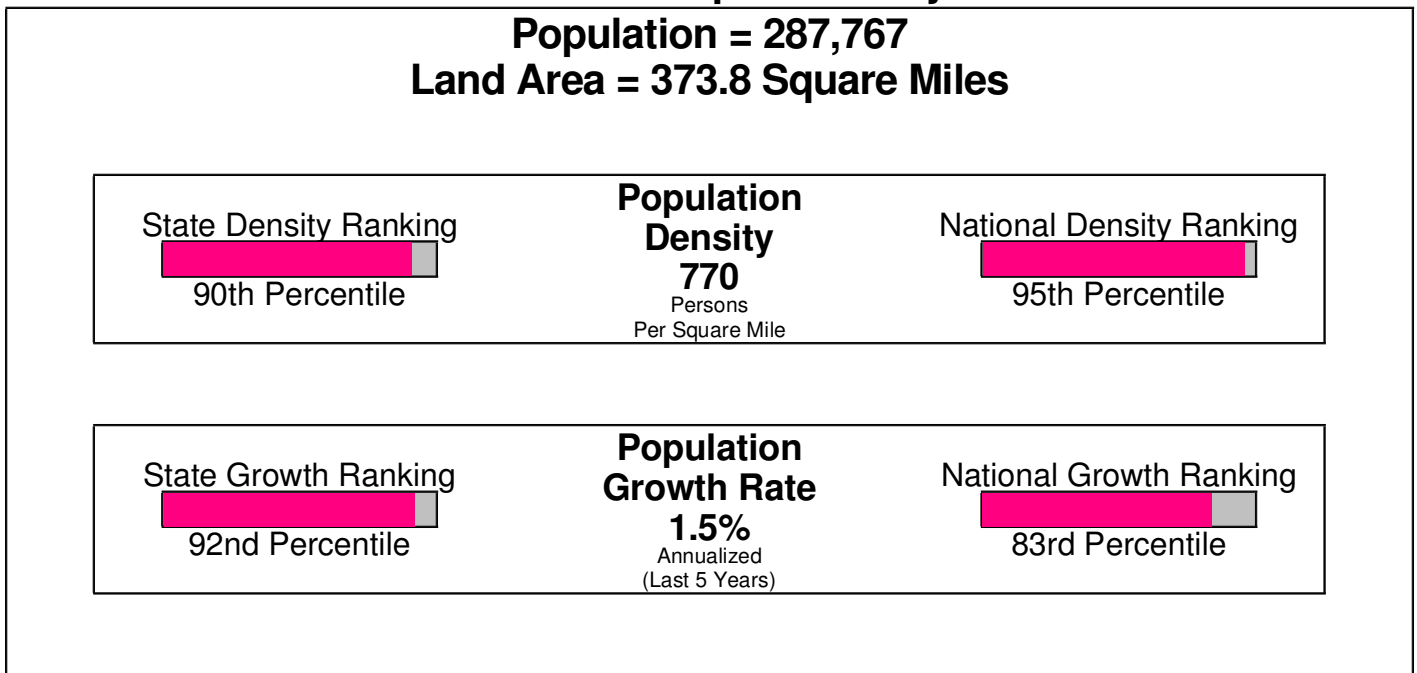 Population = 287,767
Land Area = 373.8 Square Miles
State Density Ranking
90th Percentile
Population
Density
770
Persons
Per Square Mile
National Density Ranking
95th Percentile
State Growth Ranking
92nd Percentile
Population
Growth Rate
1.5%
Annualized
(Last 5 Years)
National Growth Ranking
83rd Percentile